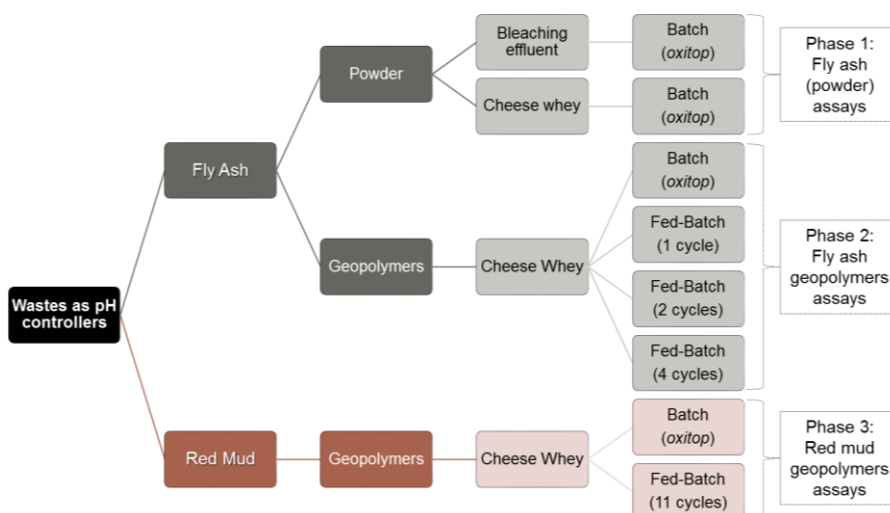 Bleaching
effluent
Batch
(oxitop)
Phase 1:
Fly ash
(powder)
assays
Powder
Cheese whey
Batch
(oxitop)
Fly Ash
Batch
(oxitop)
Fed-Batch
(1 cycle)
Phase 2:
Fly ash
geopolymers
assays
Geopolymers
Cheese Whey
Fed-Batch
(2 cycles)
Wastes as pH
controllers
Fed-Batch
(4 cycles)
Batch
(oxitop)
Phase 3:
Red mud
geopolymers
assays
Red Mud
Geopolymers
Cheese Whey
Fed-Batch
(11 cycles)